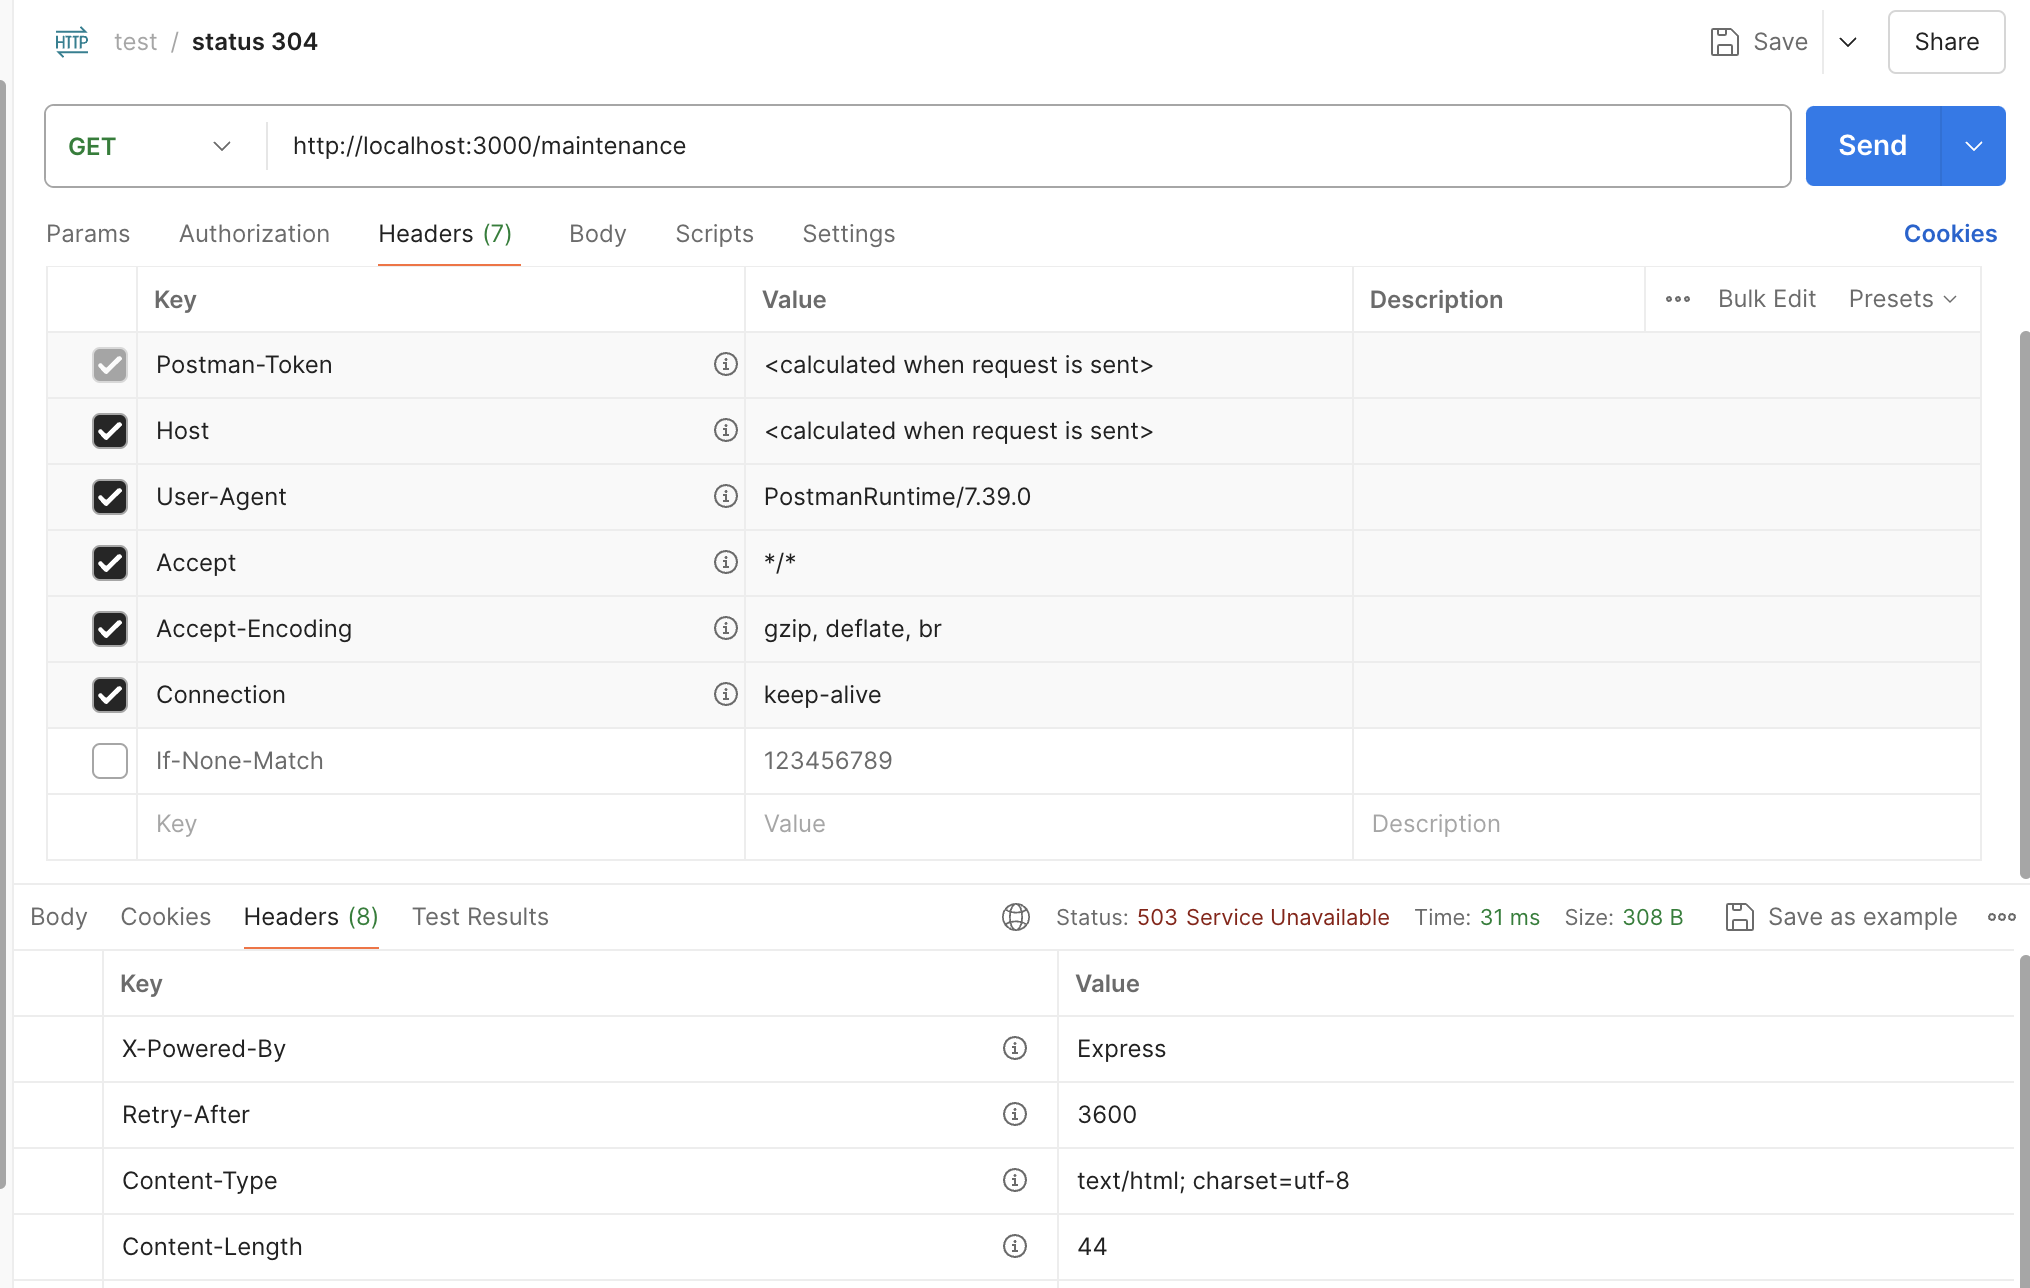 HTTP test / status 304 Save Share
GET http://localhost:3000/maintenance Send
Params Authorization Headers (7) Body Scripts Settings Cookies
Key Value Description Bulk Edit Presets
Postman-Token <calculated when request is sent>
Host <calculated when request is sent>
User-Agent PostmanRuntime/7.39.0
Accept */*
Accept-Encoding gzip, deflate, br
Connection keep-alive
If-None-Match 123456789
Key Value Description
Body Cookies Headers (8) Test Results Status: 503 Service Unavailable Time: 31 ms Size: 308 B Save as example
Key Value
X-Powered-By Express
Retry-After 3600
Content-Type text/html; charset=utf-8
Content-Length 44